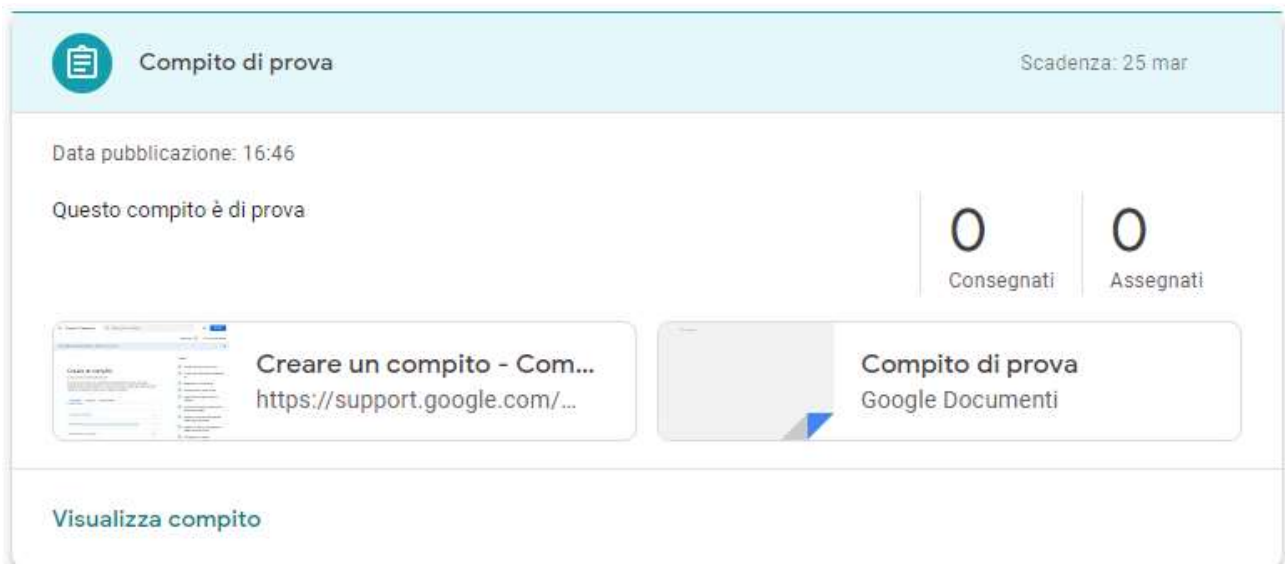 Compito di prova
Scadenza: 25 mar
Data pubblicazione: 16:46
Questo compito è di prova
0
Consegnati
0
Assegnati
Creare un compito - Com...
https://support.google.com/...
Compito di prova
Google Documenti
Visualizza compito